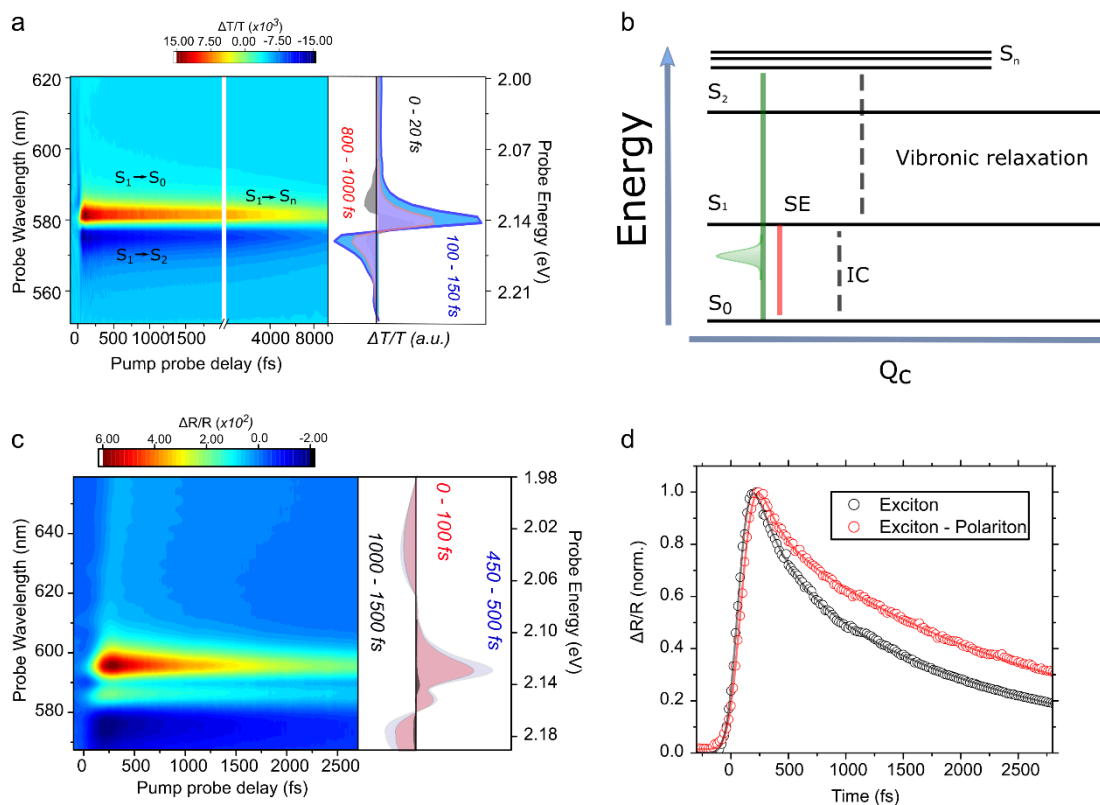 a
ΔT/T (x10³)
15.00 7.50 0.00 -7.50 -15.00
620
600
580
560
Probe Wavelength (nm)
S₁→S₀
S₁→Sₙ
S₁→S₂
0 500 1000 1500 4000 6000 8000
Pump probe delay (fs)
0 - 20 fs
800 - 1000 fs
100 - 150 fs
ΔT/T (a.u.)
2.00
2.07
2.14
2.21
Probe Energy (eV)
b
Energy
Sₙ
S₂
Vibronic relaxation
S₁
SE
IC
S₀
Qc
c
ΔR/R (x10²)
6.00 4.00 2.00 0.0 -2.00
640
620
600
580
Probe Wavelength (nm)
0 500 1000 1500 2000 2500
Pump probe delay (fs)
0 - 100 fs
1000 - 1500 fs
450 - 500 fs
1.98
2.02
2.06
2.10
2.14
2.18
Probe Energy (eV)
d
1.0
0.8
0.6
0.4
0.2
0.0
ΔR/R (norm.)
Exciton
Exciton - Polariton
0 500 1000 1500 2000 2500
Time (fs)